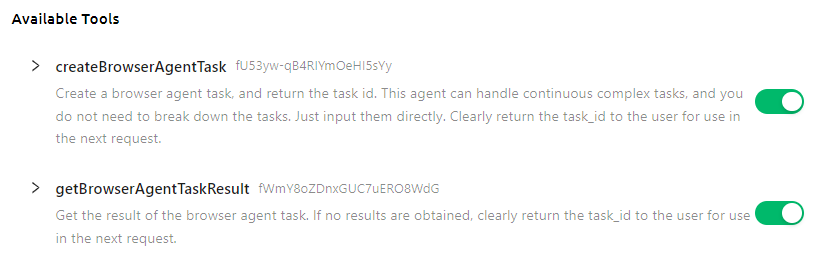 Available Tools
createBrowserAgentTask fU53yw-qB4RlYmOeHI5sYy
Create a browser agent task, and return the task id. This agent can handle continuous complex tasks, and you
do not need to break down the tasks. Just input them directly. Clearly return the task_id to the user for use in
the next request.
getBrowserAgentTaskResult fWmY8oZDnxGUC7uERO8WdG
Get the result of the browser agent task. If no results are obtained, clearly return the task_id to the user for use
in the next request.